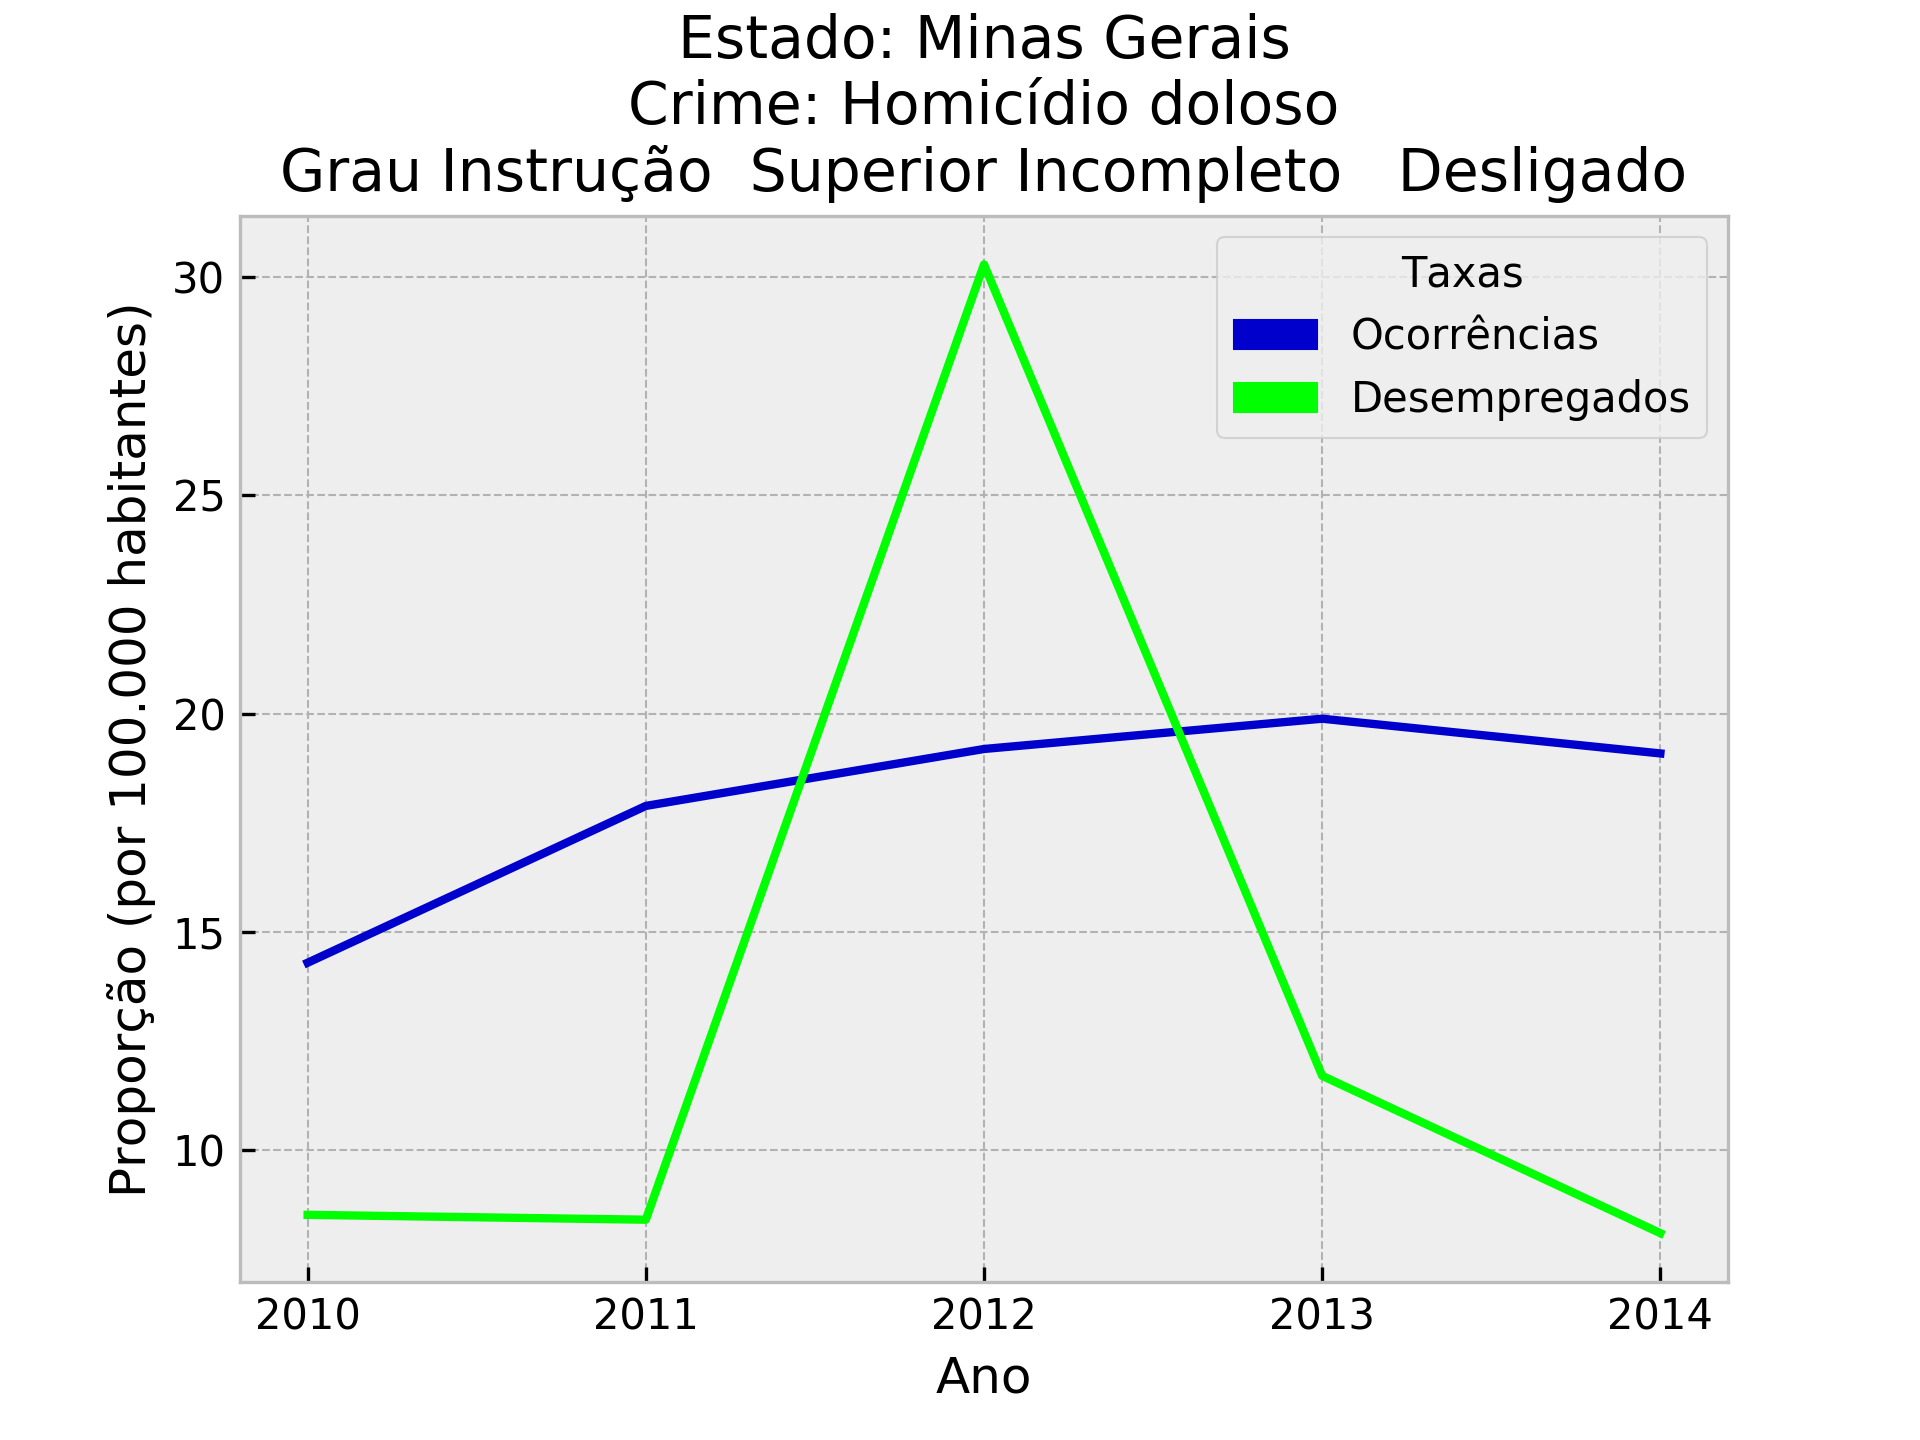 Estado: Minas Gerais
Crime: Homicídio doloso
Grau Instrução  Superior Incompleto   Desligado
Taxas
Ocorrências
Desempregados
Proporção (por 100.000 habitantes)
30
25
20
15
10
2010
2011
2012
2013
2014
Ano